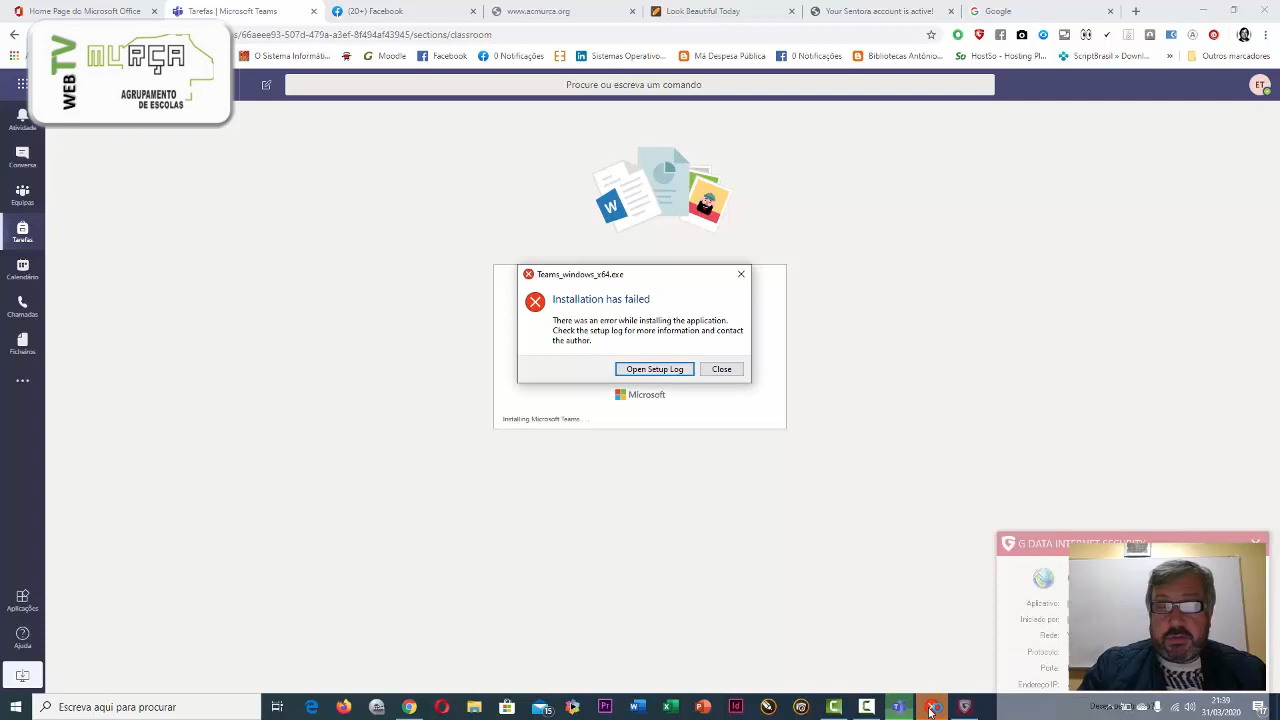 Home Page do Microsoft Office
Tarefas | Microsoft Teams
(20+) Facebook
www.acmurca.org
Look Beautiful Today
Your Sentora account is active!
Google
/66aeee93-507d-479a-a3ef-8f494af43945/sections/classroom
O Sistema Informáti...
Moodle
Facebook
0 Notificações
Sistemas Operativo...
Má Despesa Pública
0 Notificações
HostSo - Hosting Pl...
ScriptBrasil » Downl...
Bibliotecas Antônio...
Outros marcadores
WEB TV
MURÇA
AGRUPAMENTO
DE ESCOLAS
Procure ou escreva um comando
ET
Atividade
Conversa
Equipas
Tarefas
Calendário
Chamadas
Ficheiros
Aplicações
Ajuda
W
Teams_windows_x64.exe
Installation has failed
There was an error while installing the application.
Check the setup log for more information and contact
the author.
Open Setup Log
Close
Microsoft
Installing Microsoft Teams . . .
G DATA INTERNET SECURITY
Aplicativo:
Iniciado por:
Rede:
Protocolo:
Porta:
Endereço IP:
Escreva aqui para procurar
21:39
31/03/2020